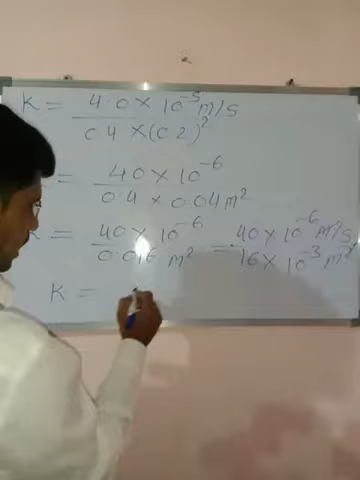 K = 4.0 × 10⁻⁵ m/s / 0.4 × (0.2)²
= 40 × 10⁻⁶ / 0.4 × 0.04 m²
K = 40 × 10⁻⁶ / 0.016 m² = 40 × 10⁻⁶ m/s / 16 × 10⁻³ m²
K =